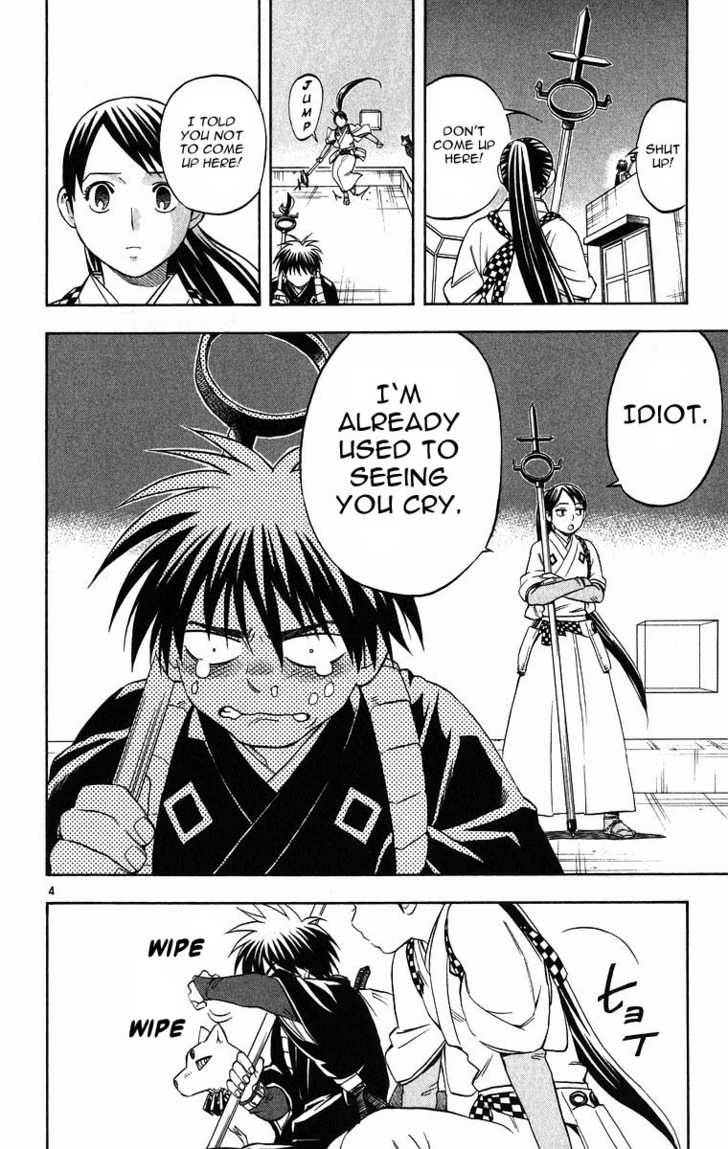 SHUT
UP!
DON'T
COME UP
HERE!
JUMP
I TOLD
YOU NOT
TO COME
UP HERE!
IDIOT.
I'M
ALREADY
USED TO
SEEING
YOU CRY.
4
ヒョイ
WIPE
WIPE